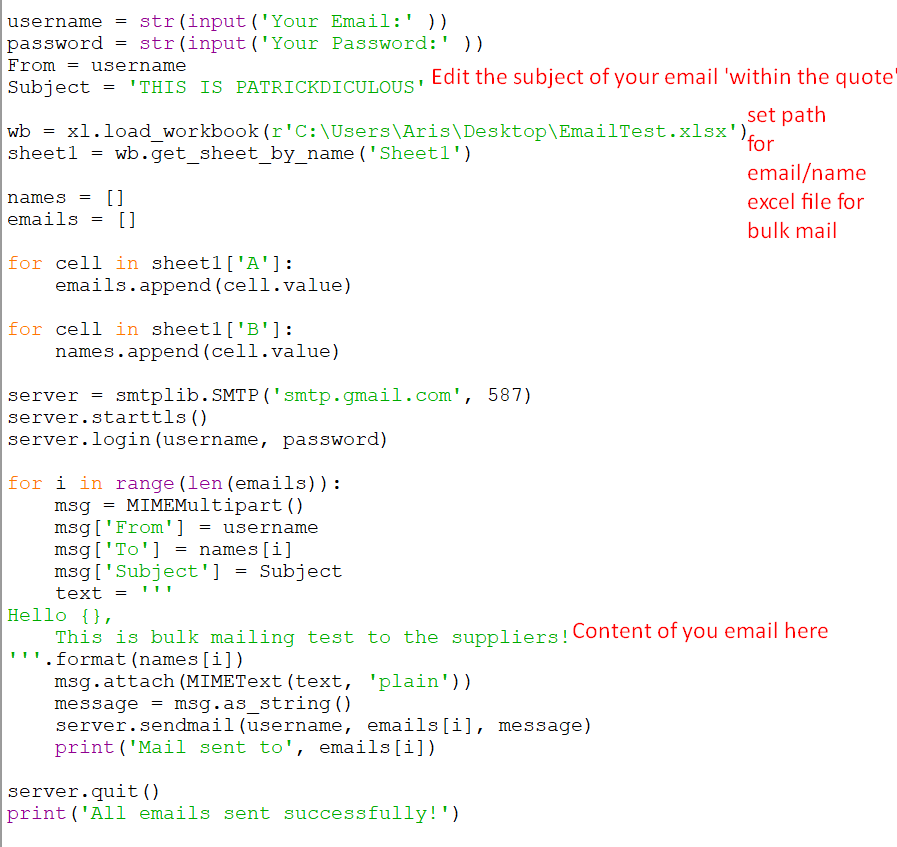 username = str(input('Your Email:' ))
password = str(input('Your Password:' ))
From = username
Subject = 'THIS IS PATRICKDICULOUS' Edit the subject of your email 'within the quote'
wb = xl.load_workbook(r'C:\Users\Aris\Desktop\EmailTest.xlsx')
set path
for
email/name
excel file for
bulk mail
sheet1 = wb.get_sheet_by_name('Sheet1')
names = []
emails = []
for cell in sheet1['A']:
    emails.append(cell.value)
for cell in sheet1['B']:
    names.append(cell.value)
server = smtplib.SMTP('smtp.gmail.com', 587)
server.starttls()
server.login(username, password)
for i in range(len(emails)):
    msg = MIMEMultipart()
    msg['From'] = username
    msg['To'] = names[i]
    msg['Subject'] = Subject
    text = '''
Hello {},
    This is bulk mailing test to the suppliers! Content of you email here
'''.format(names[i])
    msg.attach(MIMEText(text, 'plain'))
    message = msg.as_string()
    server.sendmail(username, emails[i], message)
    print('Mail sent to', emails[i])
server.quit()
print('All emails sent successfully!')